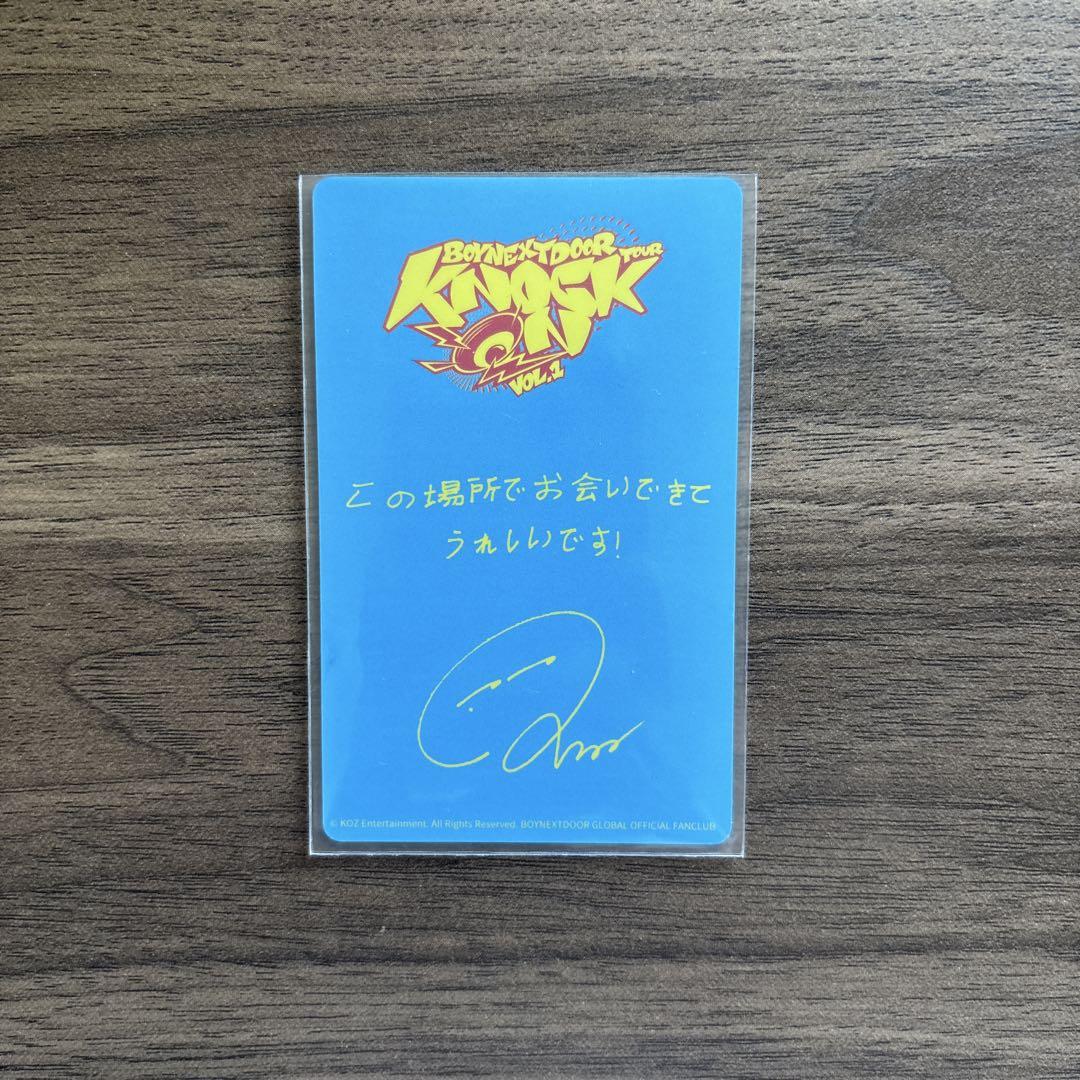 BOYNEXTDOOR TOUR
KNOCK
ON
VOL.1
この場所でお会いできて
うれしいです!
© KOZ Entertainment. All Rights Reserved. BOYNEXTDOOR GLOBAL OFFICIAL FANCLUB